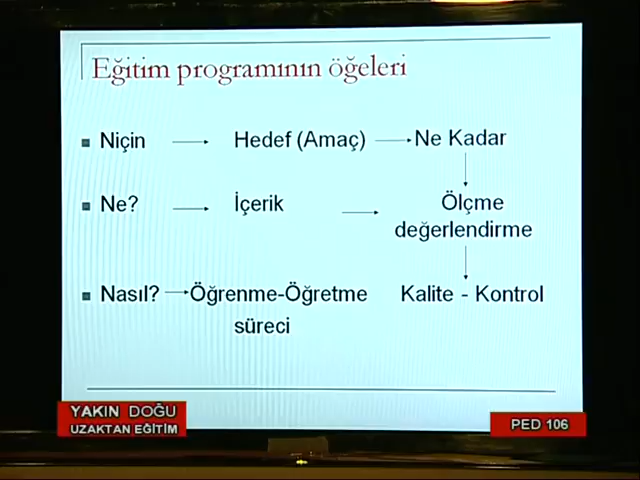 Eğitim programının öğeleri
Niçin Hedef (Amaç) Ne Kadar
Ne? İçerik Ölçme
değerlendirme
Nasıl? Öğrenme-Öğretme Kalite - Kontrol
süreci
YAKIN DOĞU
UZAKTAN EĞİTİM
PED 106